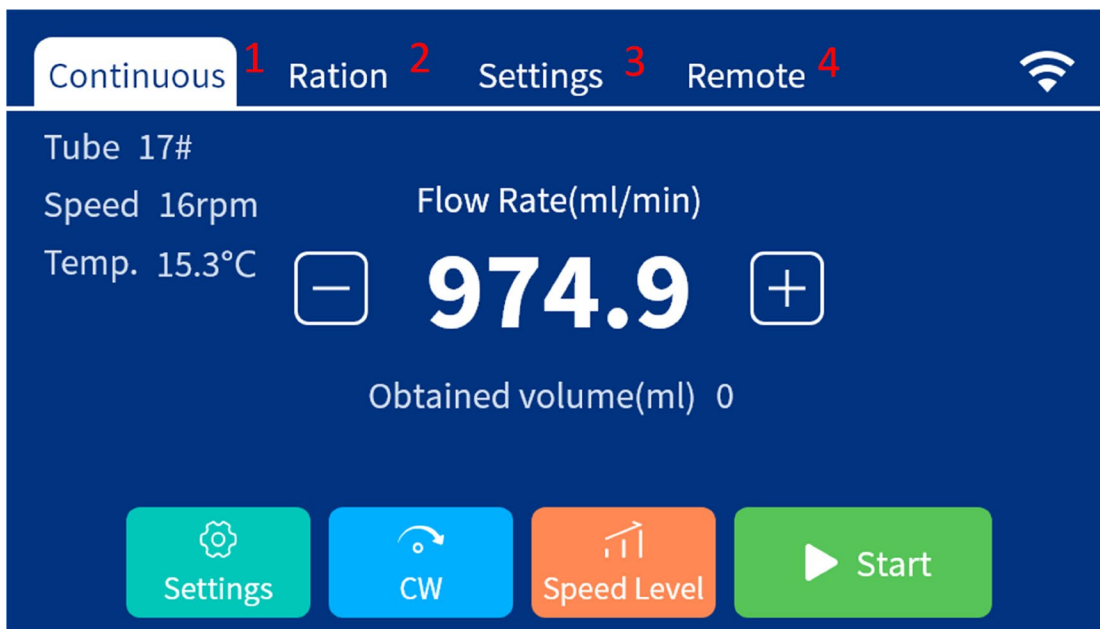 Continuous 1 Ration 2 Settings 3 Remote 4
Tube 17#
Speed 16rpm
Temp. 15.3°C
Flow Rate(ml/min)
974.9
Obtained volume(ml) 0
Settings
CW
Speed Level
Start